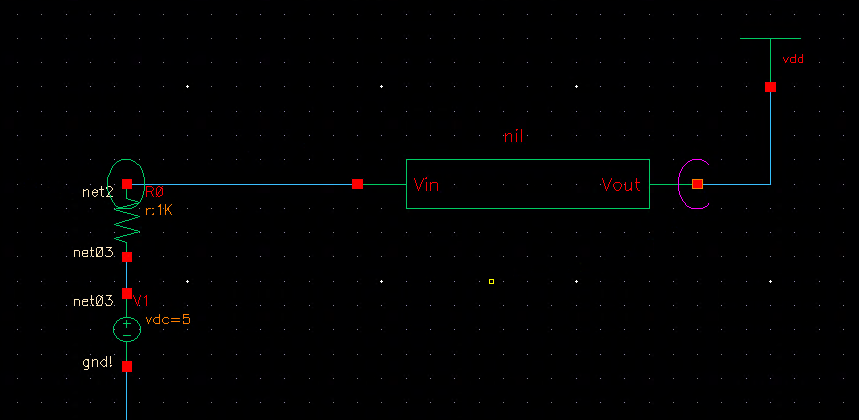 vdd
nil
Vin
Vout
net2
R0
r:1K
net03
net03
V1
vdc=5
gnd!